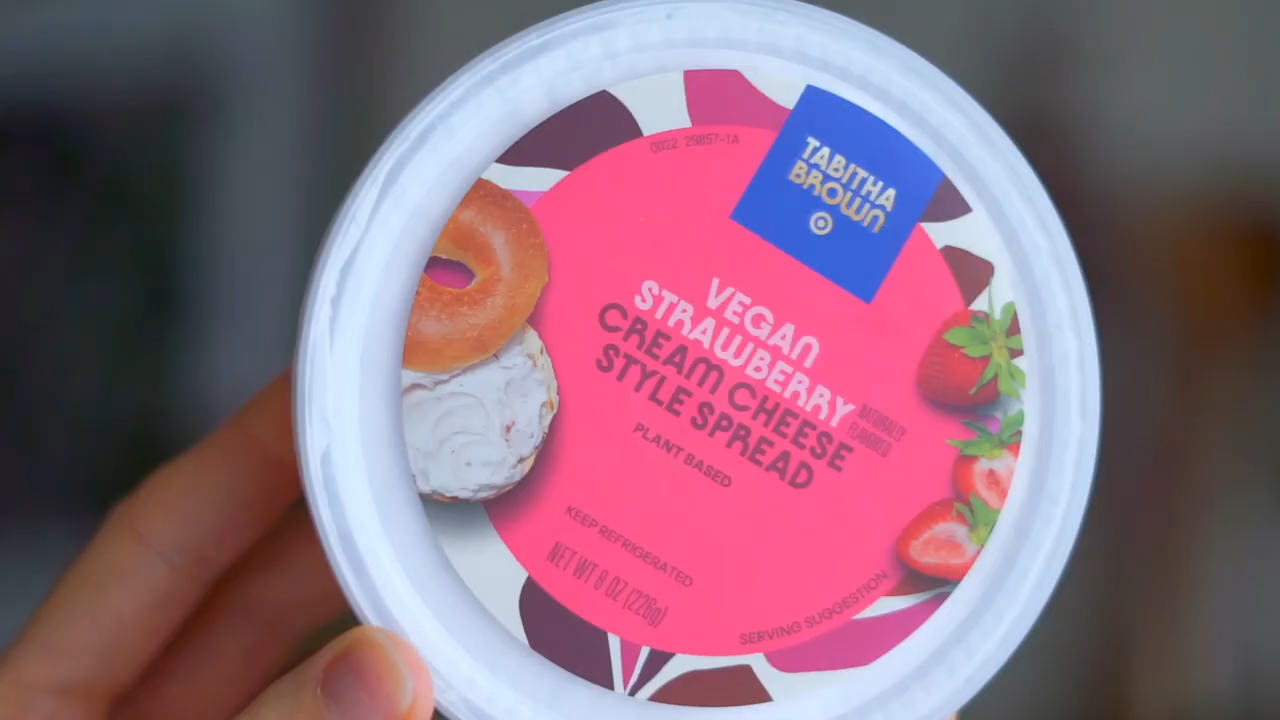 0022 29857-1A
TABITHA
BROWN
VEGAN
STRAWBERRY
NATURALLY
FLAVORED
CREAM CHEESE
STYLE SPREAD
PLANT BASED
KEEP REFRIGERATED
NET WT 8 OZ (226g)
SERVING SUGGESTION